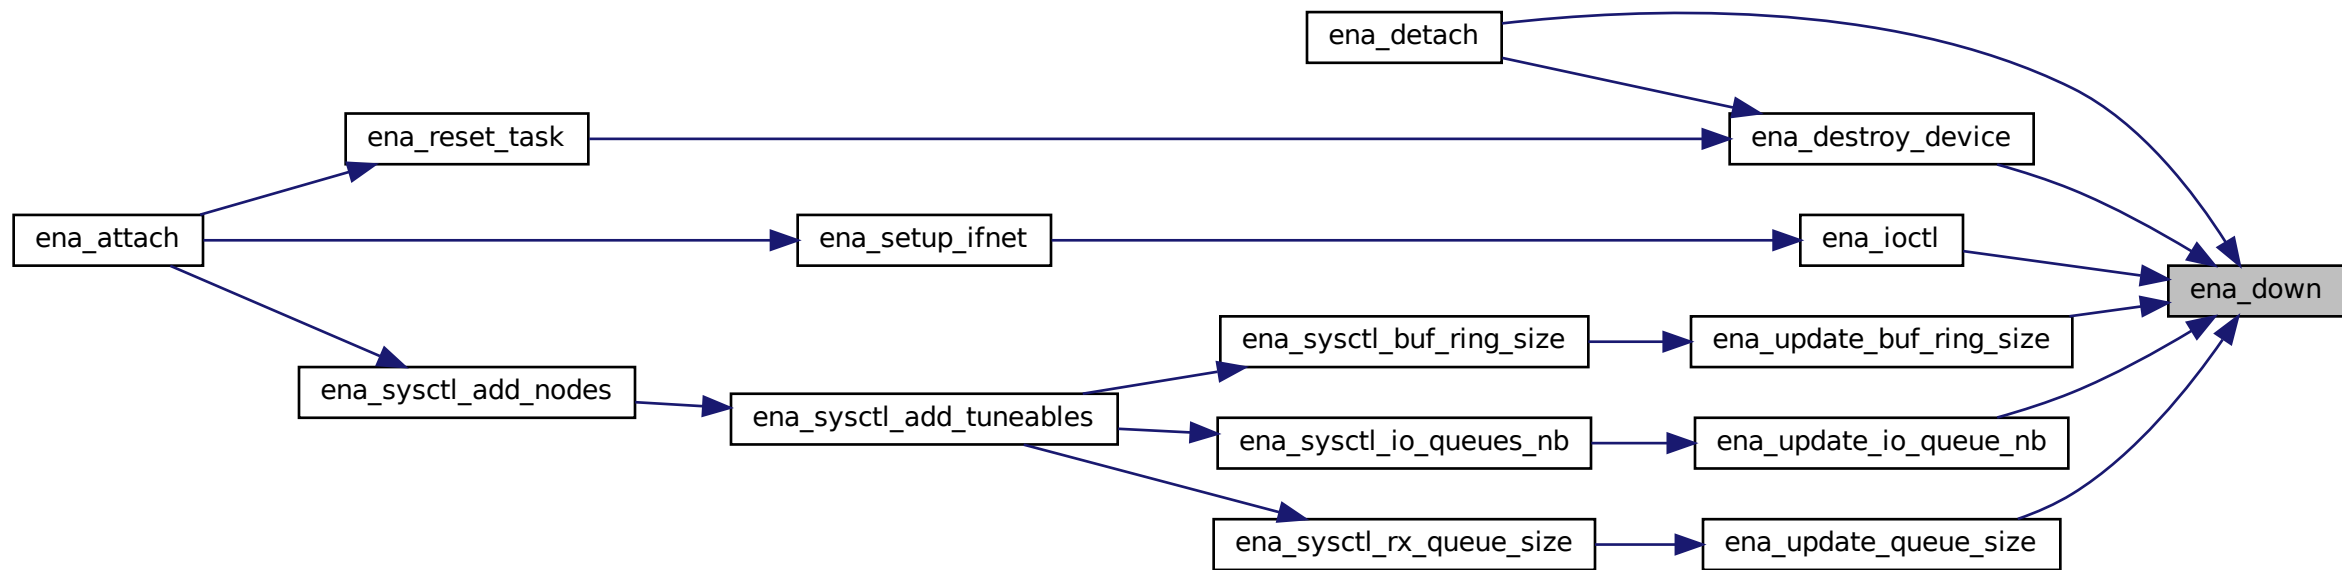 ena_detach
ena_reset_task
ena_destroy_device
ena_attach
ena_setup_ifnet
ena_ioctl
ena_down
ena_sysctl_buf_ring_size
ena_update_buf_ring_size
ena_sysctl_add_nodes
ena_sysctl_add_tuneables
ena_sysctl_io_queues_nb
ena_update_io_queue_nb
ena_sysctl_rx_queue_size
ena_update_queue_size